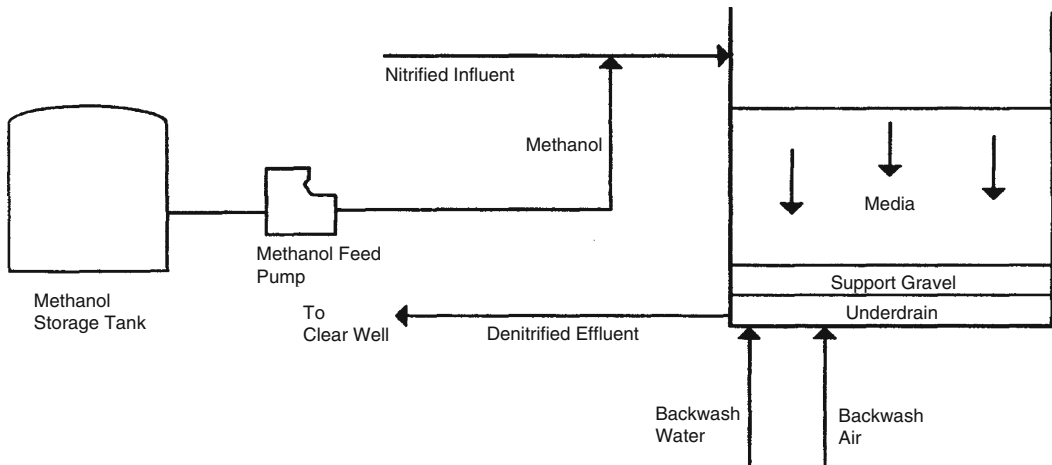 Nitrified Influent
Methanol
Media
Methanol Feed
Pump
Support Gravel
Methanol
Storage Tank
To
Clear Well
Underdrain
Denitrified Effluent
Backwash
Water
Backwash
Air